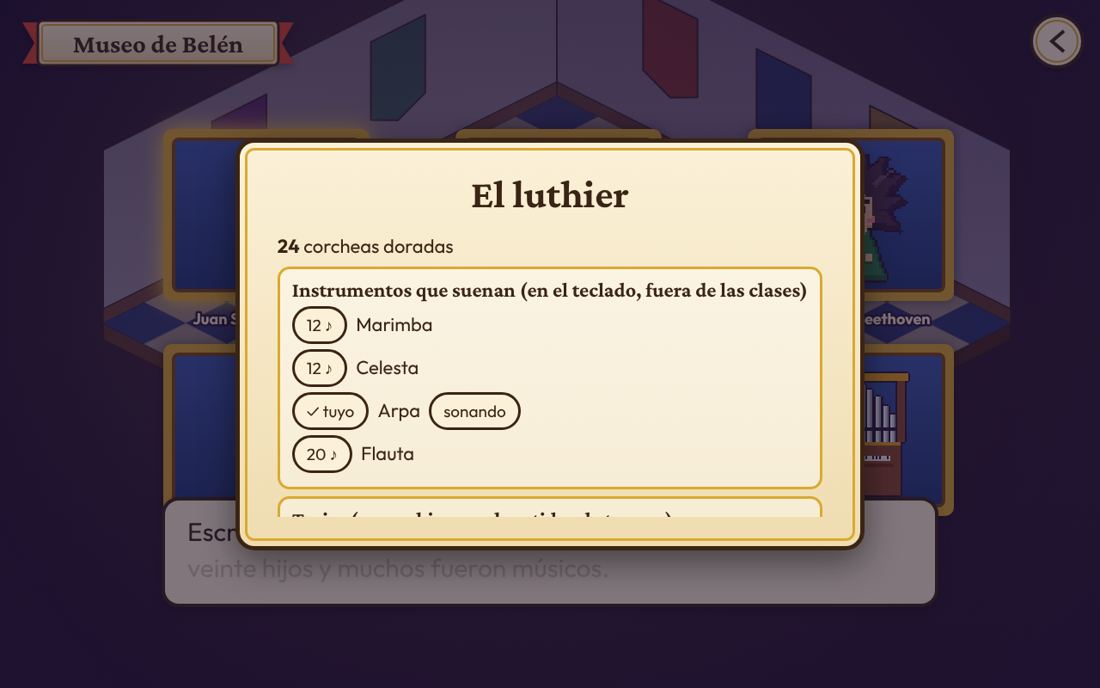 Museo de Belén
El luthier
24 corcheas doradas
Instrumentos que suenan (en el teclado, fuera de las clases)
12 ♪ Marimba
12 ♪ Celesta
✓ tuyo Arpa sonando
20 ♪ Flauta
Juan S
eethoven
Escr
veinte hijos y muchos fueron músicos.